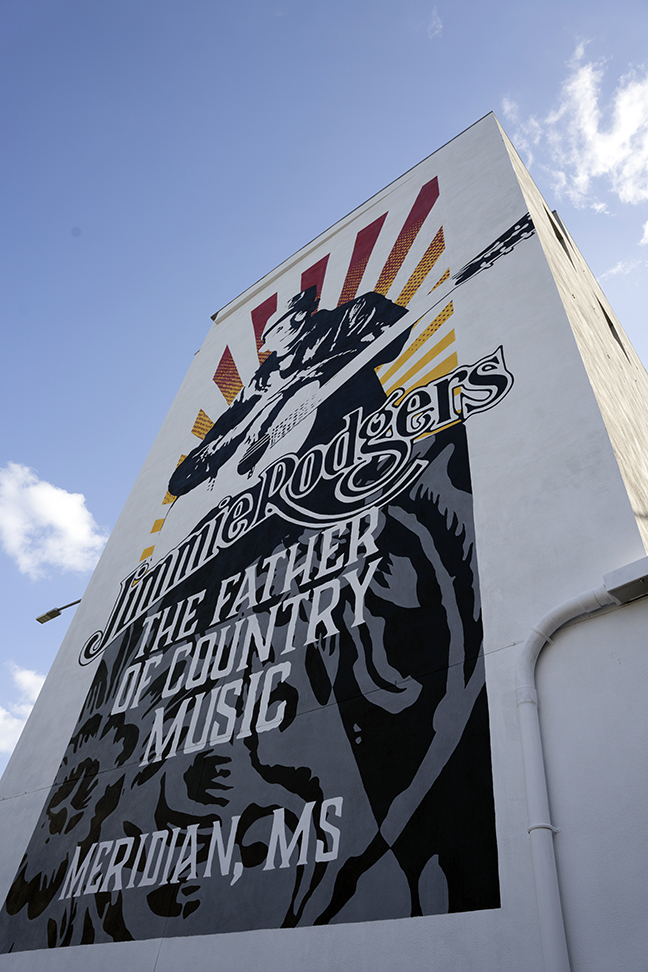 Jimmie Rodgers
THE FATHER
OF COUNTRY
MUSIC
MERIDIAN, MS